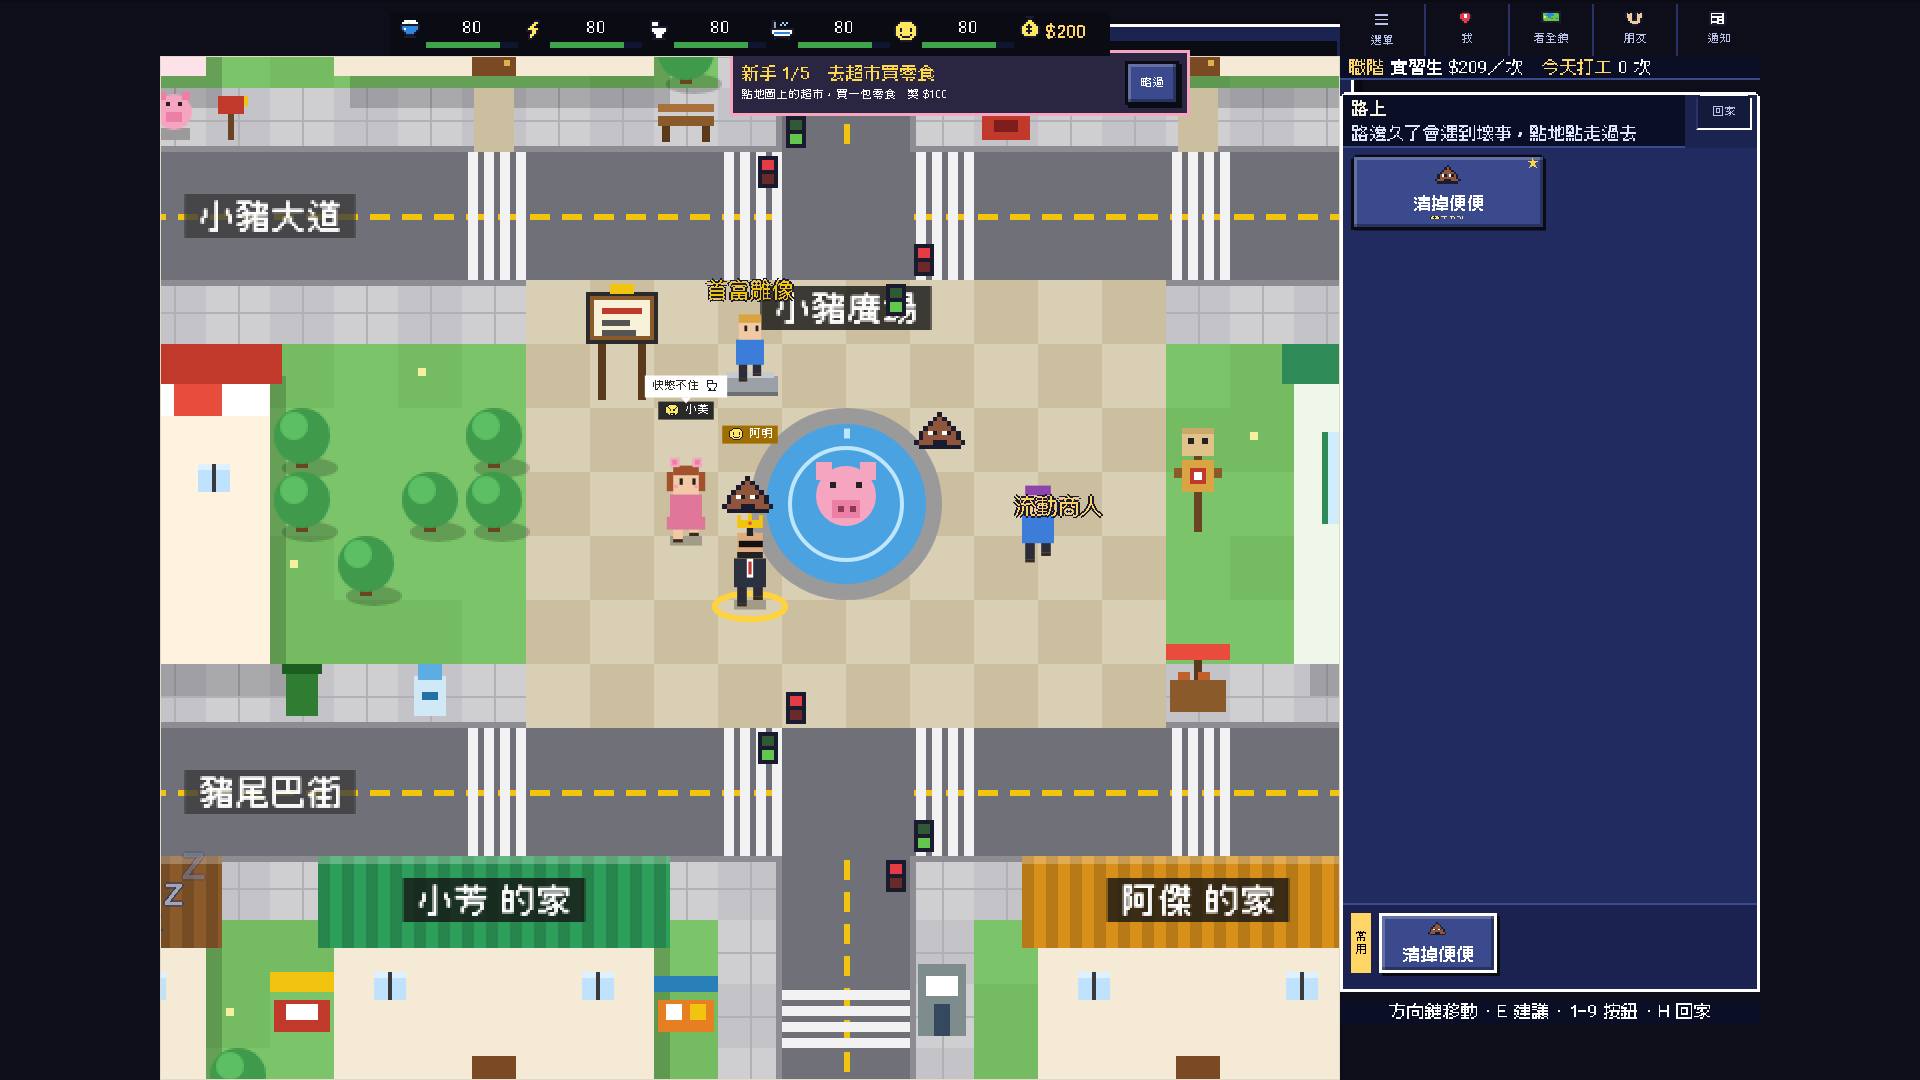 80
80
80
80
80
$200
選單
我
看全鎮
朋友
通知
新手 1/5 去超市買零食
點地圖上的超市，買一包零食 獎 $100
略過
職階 實習生 $209／次 今天打工 0 次
路上
路邊久了會遇到壞事，點地點走過去
回家
清掉便便
小豬大道
首富雕像
小豬廣場
快憋不住
小美
阿明
流動商人
豬尾巴街
Z
Z
小芳 的家
阿傑 的家
常用
清掉便便
方向鍵移動 · E 建議 · 1-9 按鈕 · H 回家